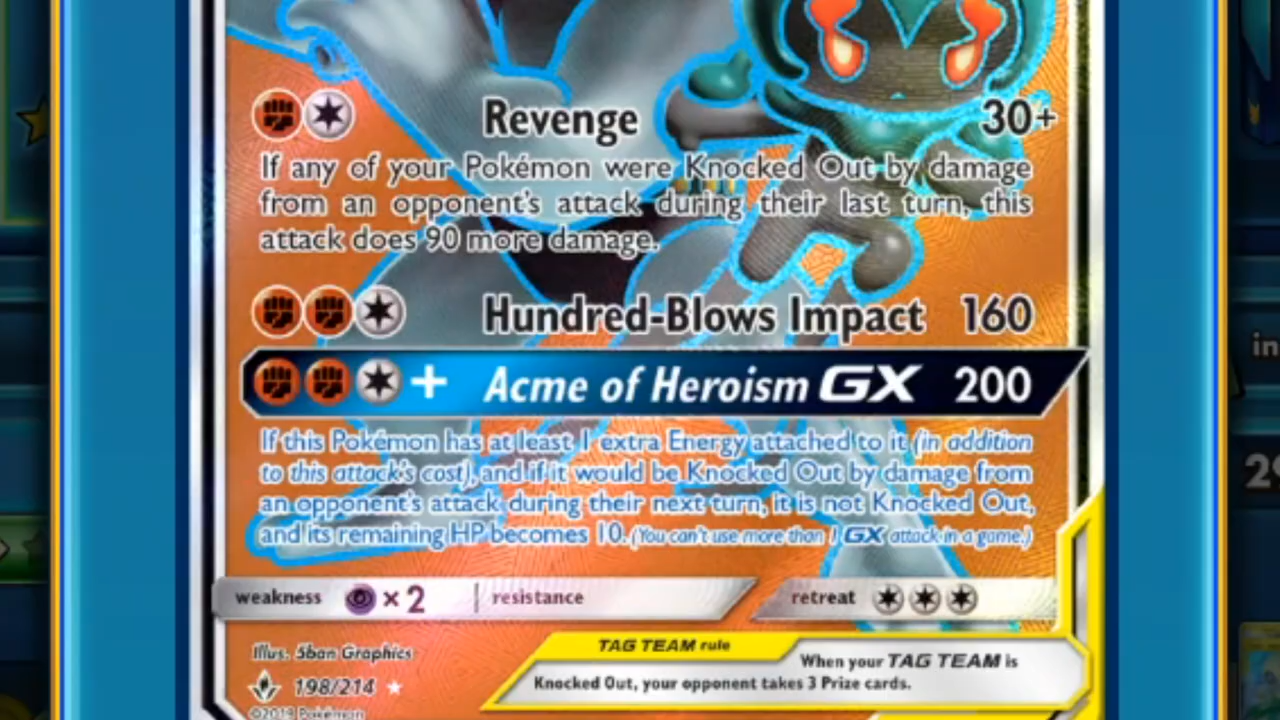 Revenge 30+
If any of your Pokémon were Knocked Out by damage
from an opponent's attack during their last turn, this
attack does 90 more damage.
Hundred-Blows Impact 160
+ Acme of Heroism GX 200
If this Pokémon has at least 1 extra Energy attached to it (in addition
to this attack's cost), and if it would be Knocked Out by damage from
an opponent's attack during their next turn, it is not Knocked Out,
and its remaining HP becomes 10. (You can't use more than 1 GX attack in a game.)
weakness ×2 resistance retreat
Illus. 5ban Graphics
TAG TEAM rule
When your TAG TEAM is
Knocked Out, your opponent takes 3 Prize cards.
198/214
©2019 Pokémon
in
29